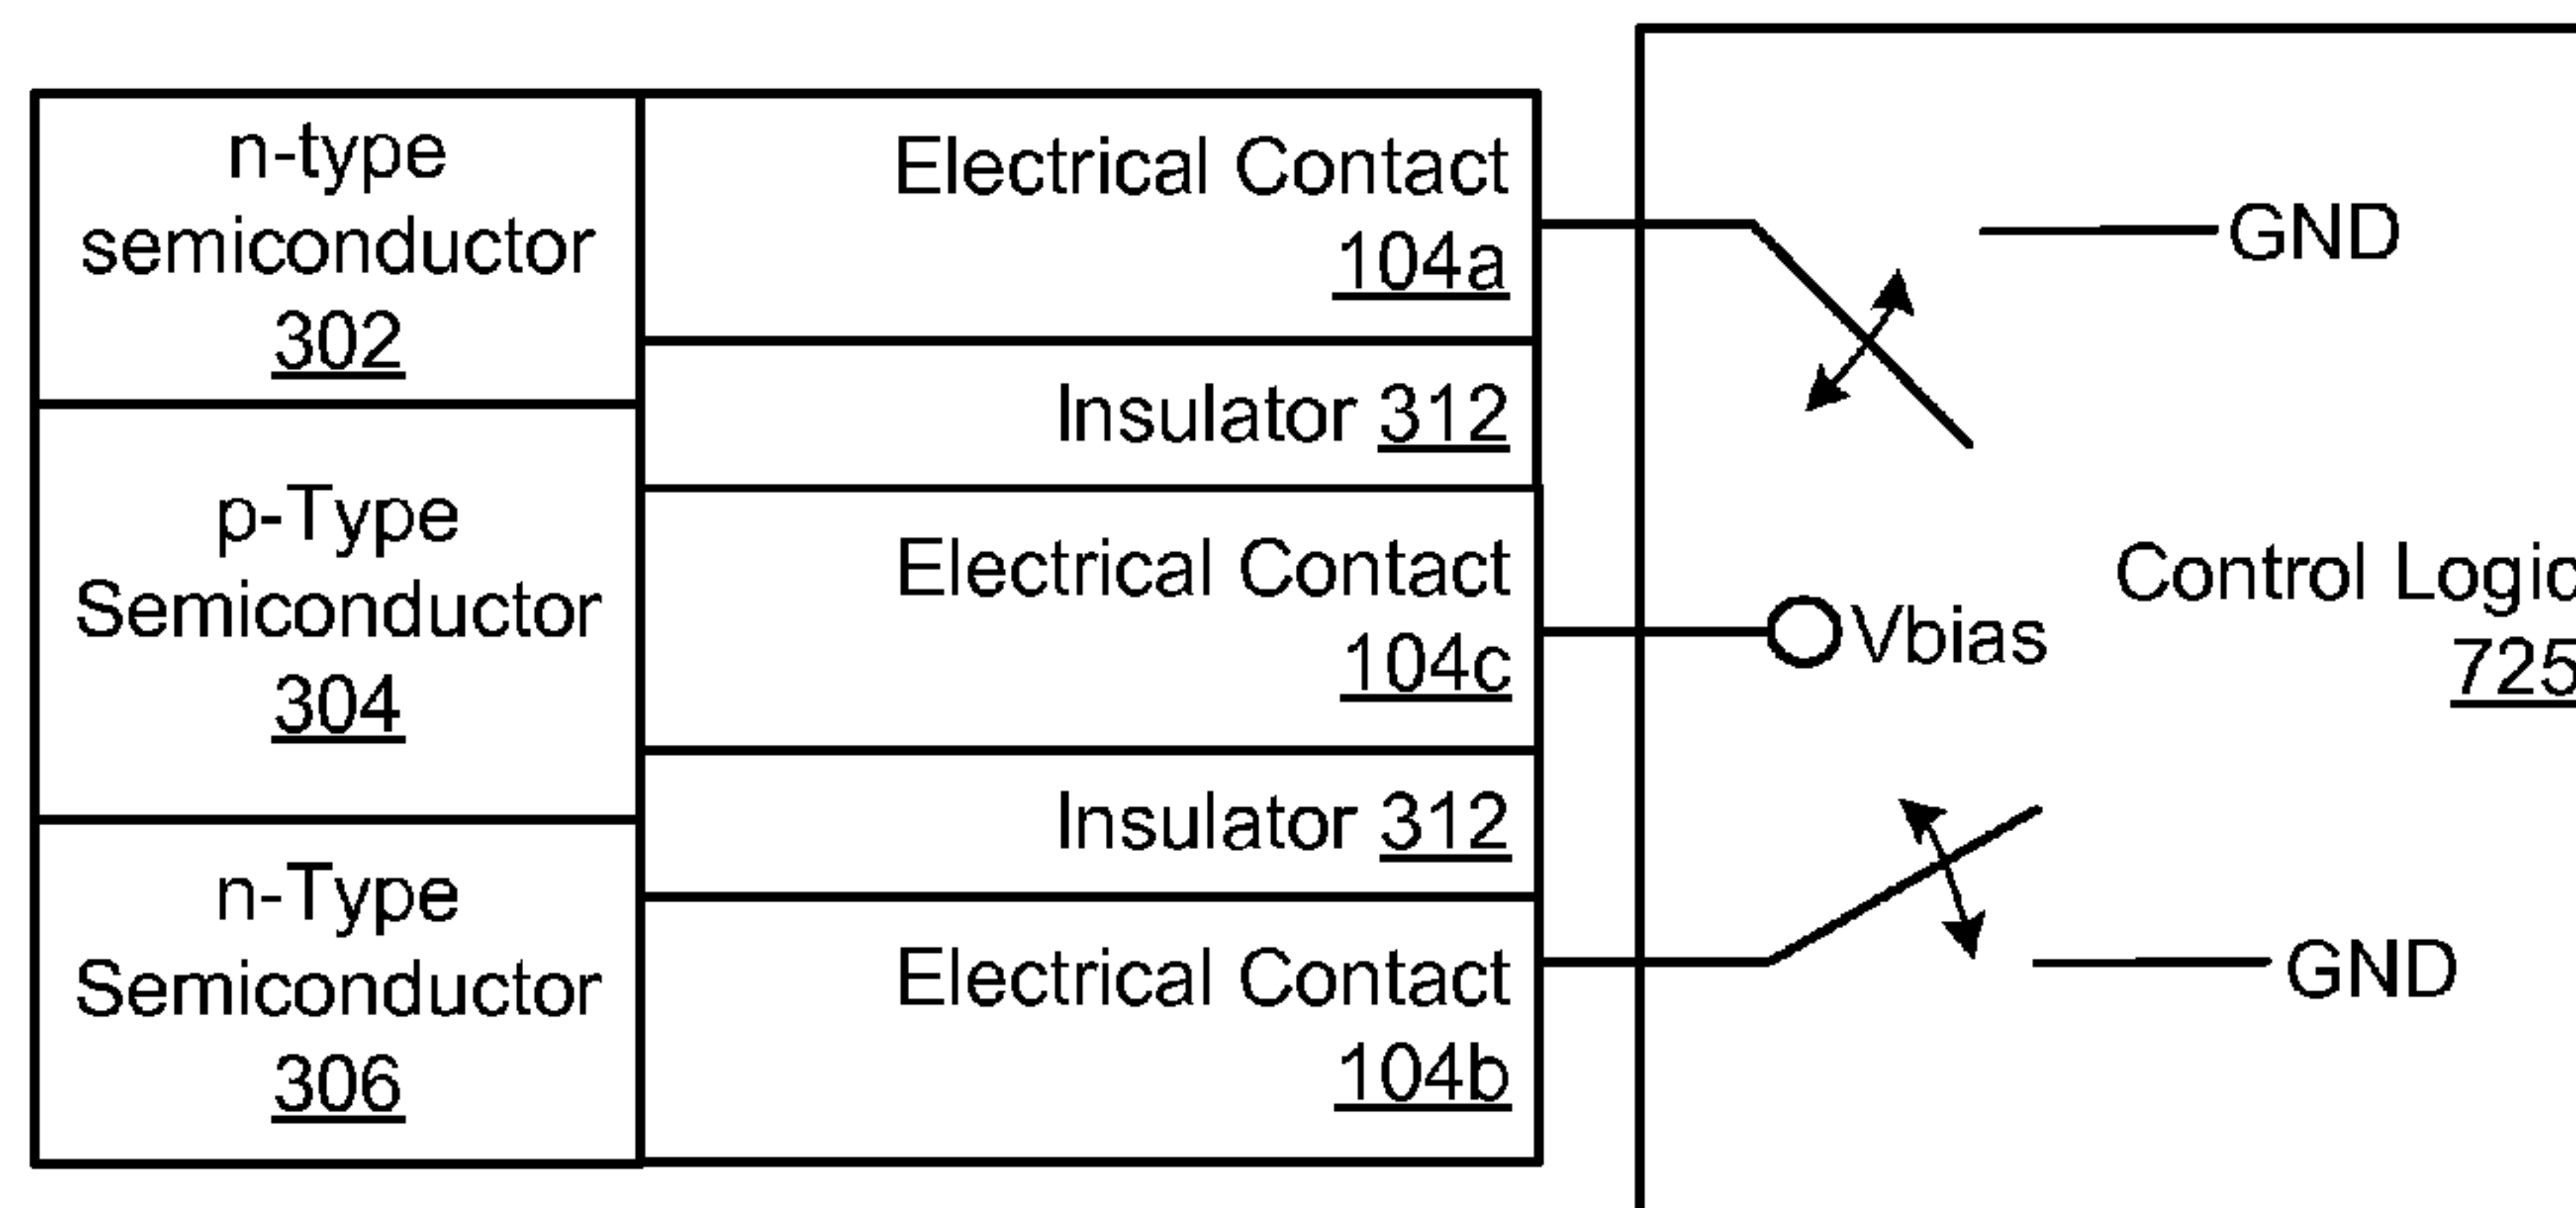 n-type
semiconductor
302
p-Type
Semiconductor
304
n-Type
Semiconductor
306
Electrical Contact
104a
Insulator 312
Electrical Contact
104c
Insulator 312
Electrical Contact
104b
GND
Vbias
Control Logic
725
GND